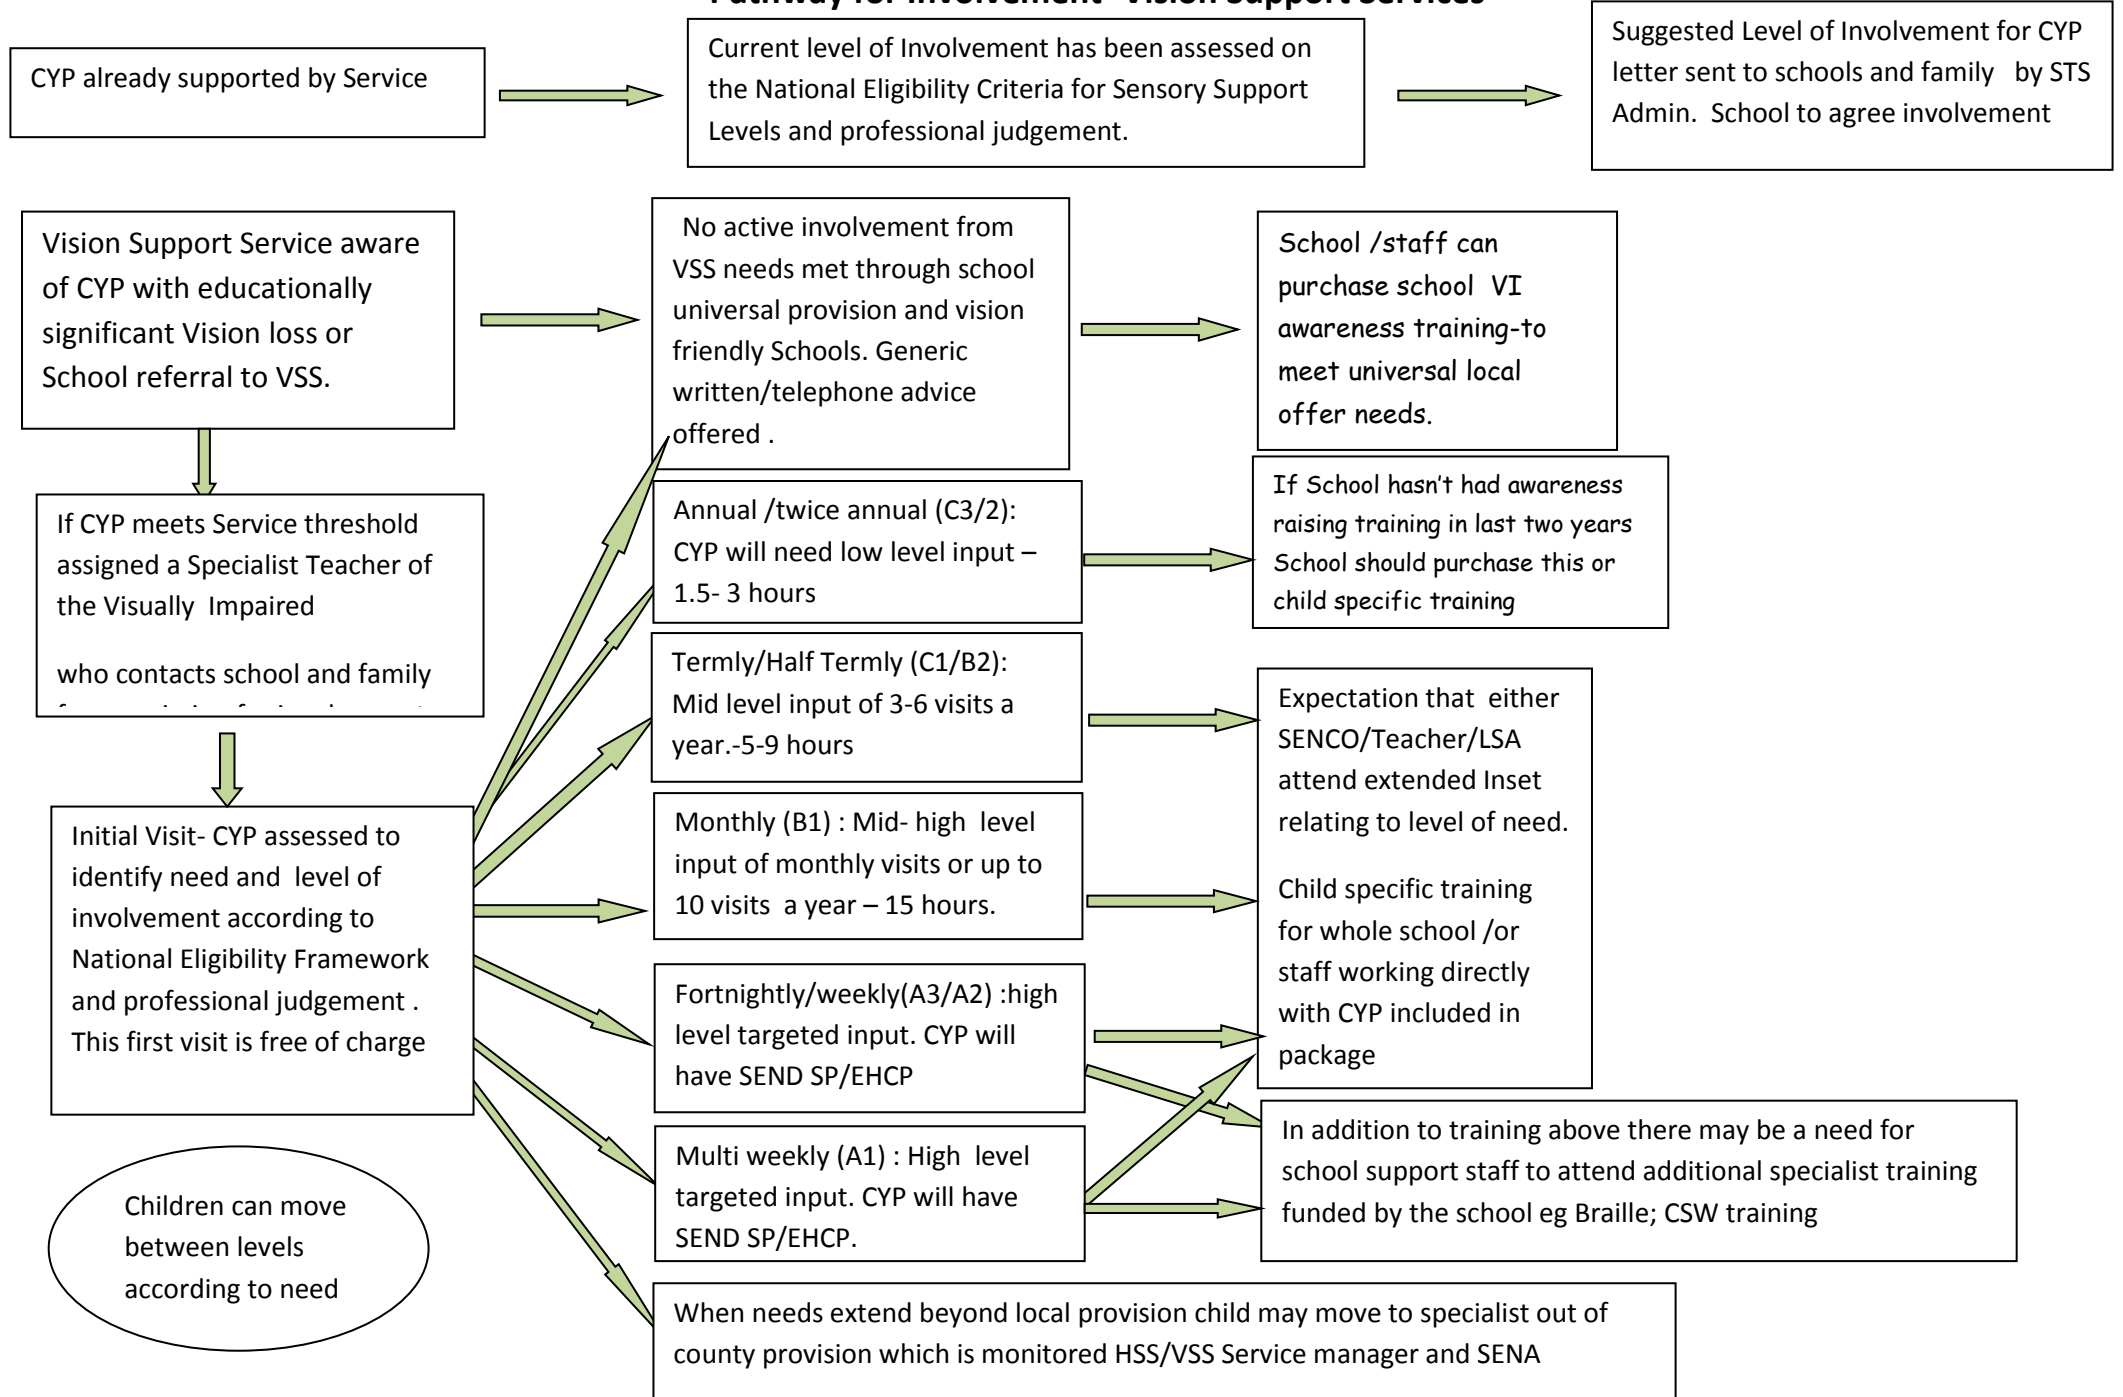 Pathway for Involvement- Vision Support Services
CYP already supported by Service
Current level of Involvement has been assessed on
the National Eligibility Criteria for Sensory Support
Levels and professional judgement.
Suggested Level of Involvement for CYP
letter sent to schools and family by STS
Admin. School to agree involvement
Vision Support Service aware
of CYP with educationally
significant Vision loss or
School referral to VSS.
No active involvement from
VSS needs met through school
universal provision and vision
friendly Schools. Generic
written/telephone advice
offered .
School /staff can
purchase school VI
awareness training-to
meet universal local
offer needs.
If CYP meets Service threshold
assigned a Specialist Teacher of
the Visually Impaired
who contacts school and family
Annual /twice annual (C3/2):
CYP will need low level input –
1.5- 3 hours
If School hasn't had awareness
raising training in last two years
School should purchase this or
child specific training
Termly/Half Termly (C1/B2):
Mid level input of 3-6 visits a
year.-5-9 hours
Expectation that either
SENCO/Teacher/LSA
attend extended Inset
relating to level of need.
Child specific training
for whole school /or
staff working directly
with CYP included in
package
Initial Visit- CYP assessed to
identify need and level of
involvement according to
National Eligibility Framework
and professional judgement .
This first visit is free of charge
Monthly (B1) : Mid- high level
input of monthly visits or up to
10 visits a year – 15 hours.
Fortnightly/weekly(A3/A2) :high
level targeted input. CYP will
have SEND SP/EHCP
Multi weekly (A1) : High level
targeted input. CYP will have
SEND SP/EHCP.
In addition to training above there may be a need for
school support staff to attend additional specialist training
funded by the school eg Braille; CSW training
Children can move
between levels
according to need
When needs extend beyond local provision child may move to specialist out of
county provision which is monitored HSS/VSS Service manager and SENA